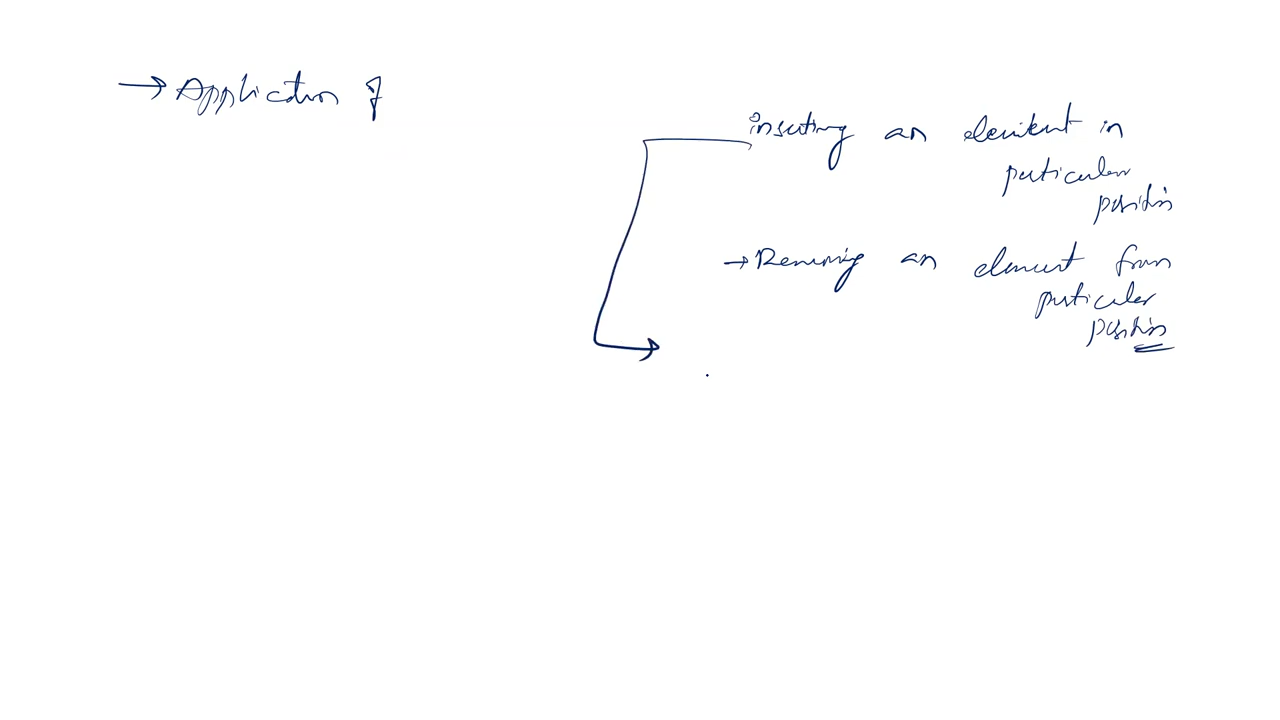 → Application of
inserting an element in
particular
position
→ Removing an element from
particular
position